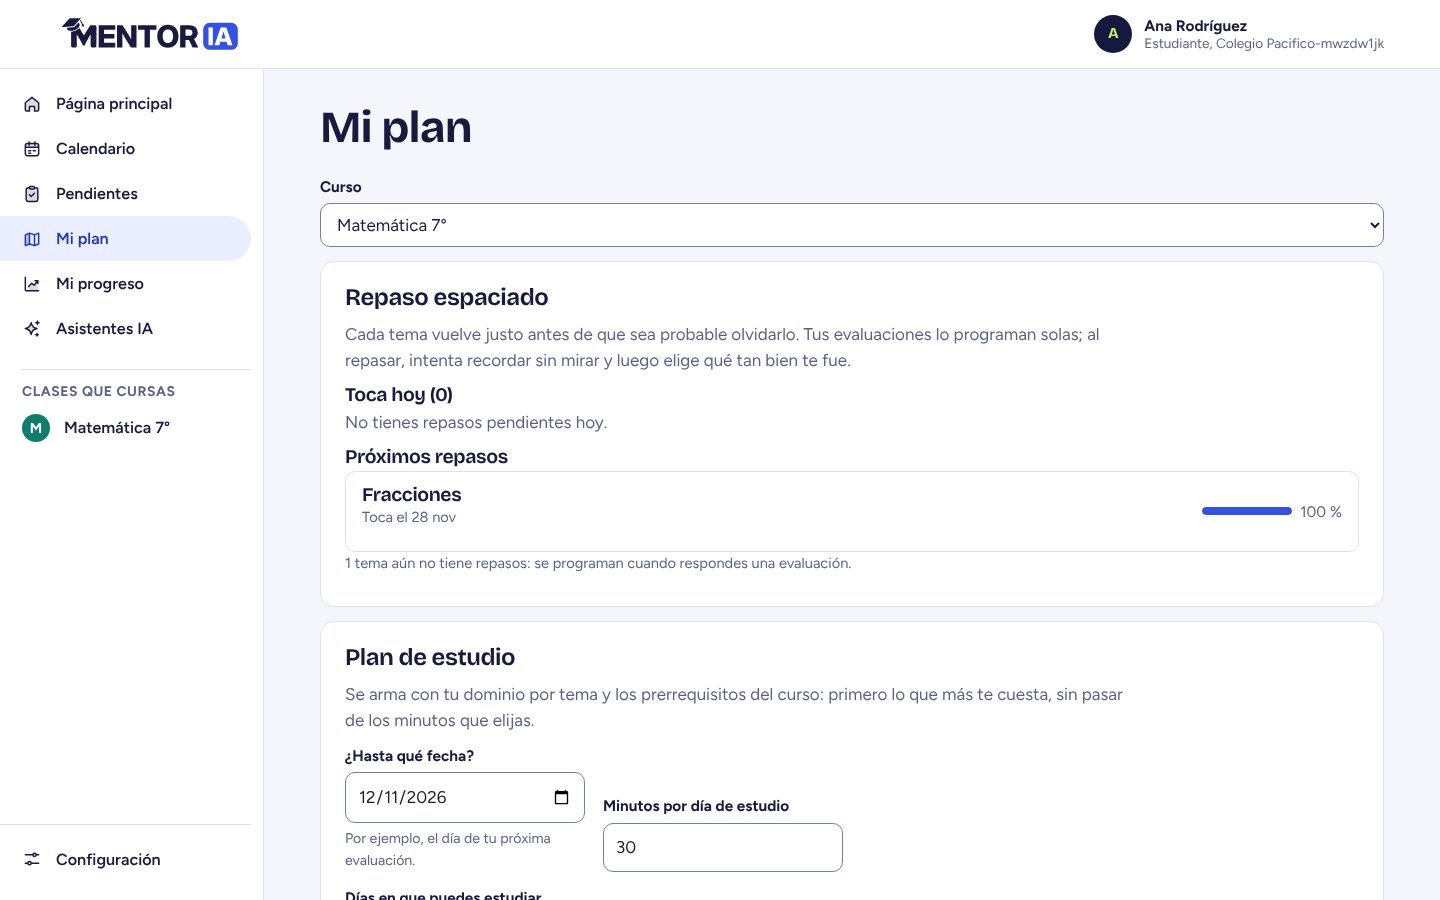 MENTOR IA
A
Ana Rodríguez
Estudiante, Colegio Pacifico-mwzdw1jk
Página principal
Calendario
Pendientes
Mi plan
Mi progreso
Asistentes IA
CLASES QUE CURSAS
M
Matemática 7°
Configuración
Mi plan
Curso
Matemática 7°
Repaso espaciado
Cada tema vuelve justo antes de que sea probable olvidarlo. Tus evaluaciones lo programan solas; al
repasar, intenta recordar sin mirar y luego elige qué tan bien te fue.
Toca hoy (0)
No tienes repasos pendientes hoy.
Próximos repasos
Fracciones
Toca el 28 nov
100 %
1 tema aún no tiene repasos: se programan cuando respondes una evaluación.
Plan de estudio
Se arma con tu dominio por tema y los prerrequisitos del curso: primero lo que más te cuesta, sin pasar
de los minutos que elijas.
¿Hasta qué fecha?
12/11/2026
Por ejemplo, el día de tu próxima
evaluación.
Minutos por día de estudio
30
Días en que puedes estudiar